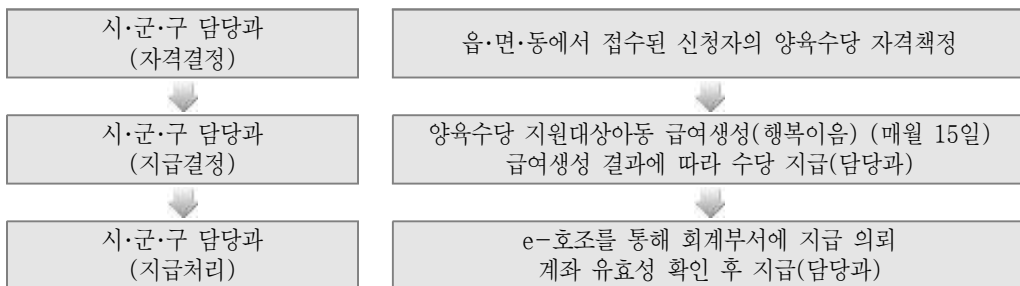 시·군·구 담당과
(자격결정)
읍·면·동에서 접수된 신청자의 양육수당 자격책정
시·군·구 담당과
(지급결정)
양육수당 지원대상아동 급여생성(행복이음) (매월 15일)
급여생성 결과에 따라 수당 지급(담당과)
시·군·구 담당과
(지급처리)
e-호조를 통해 회계부서에 지급 의뢰
계좌 유효성 확인 후 지급(담당과)